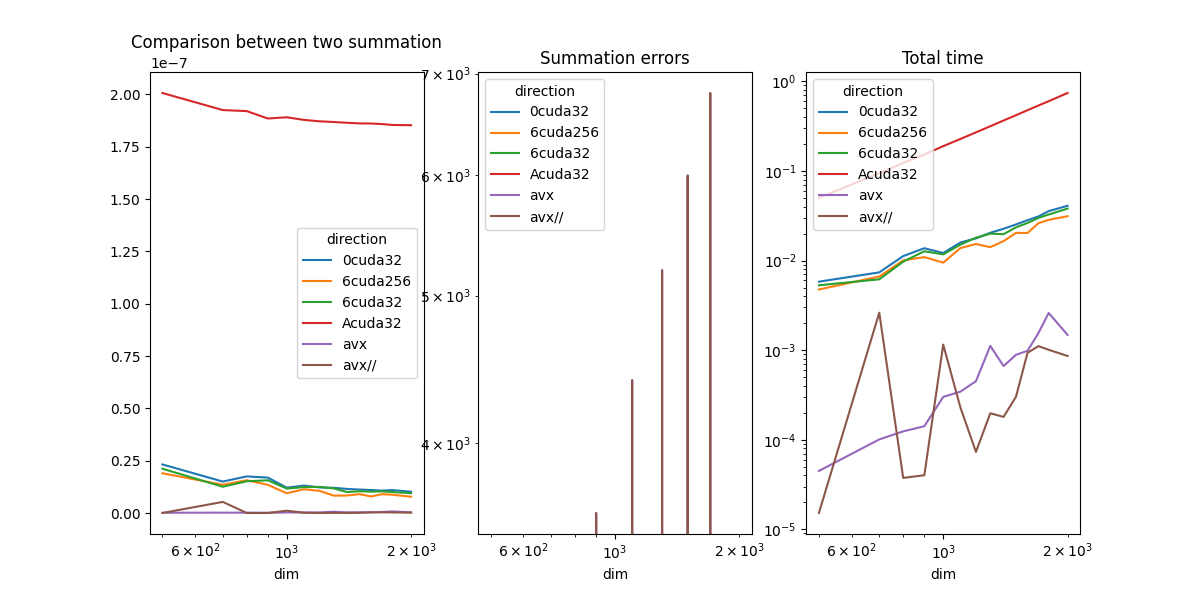 Comparison between two summation
1e−7
2.00
1.75
1.50
1.25
1.00
0.75
0.50
0.25
0.00
direction
0cuda32
6cuda256
6cuda32
Acuda32
avx
avx//
6 × 10²
10³
2 × 10³
dim
Summation errors
7 × 10³
6 × 10³
5 × 10³
4 × 10³
direction
0cuda32
6cuda256
6cuda32
Acuda32
avx
avx//
6 × 10²
10³
2 × 10³
dim
Total time
10⁰
10⁻¹
10⁻²
10⁻³
10⁻⁴
10⁻⁵
direction
0cuda32
6cuda256
6cuda32
Acuda32
avx
avx//
6 × 10²
10³
2 × 10³
dim